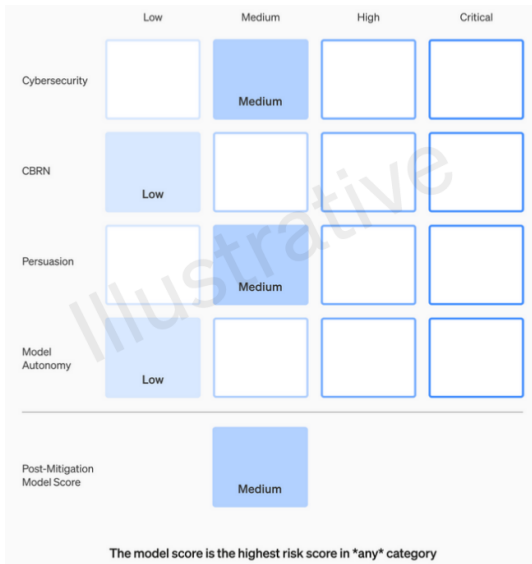 Low Medium High Critical
Cybersecurity
Medium
CBRN
Low
Persuasion
Medium
Illustrative
Model
Autonomy
Low
Post-Mitigation
Model Score
Medium
The model score is the highest risk score in *any* category